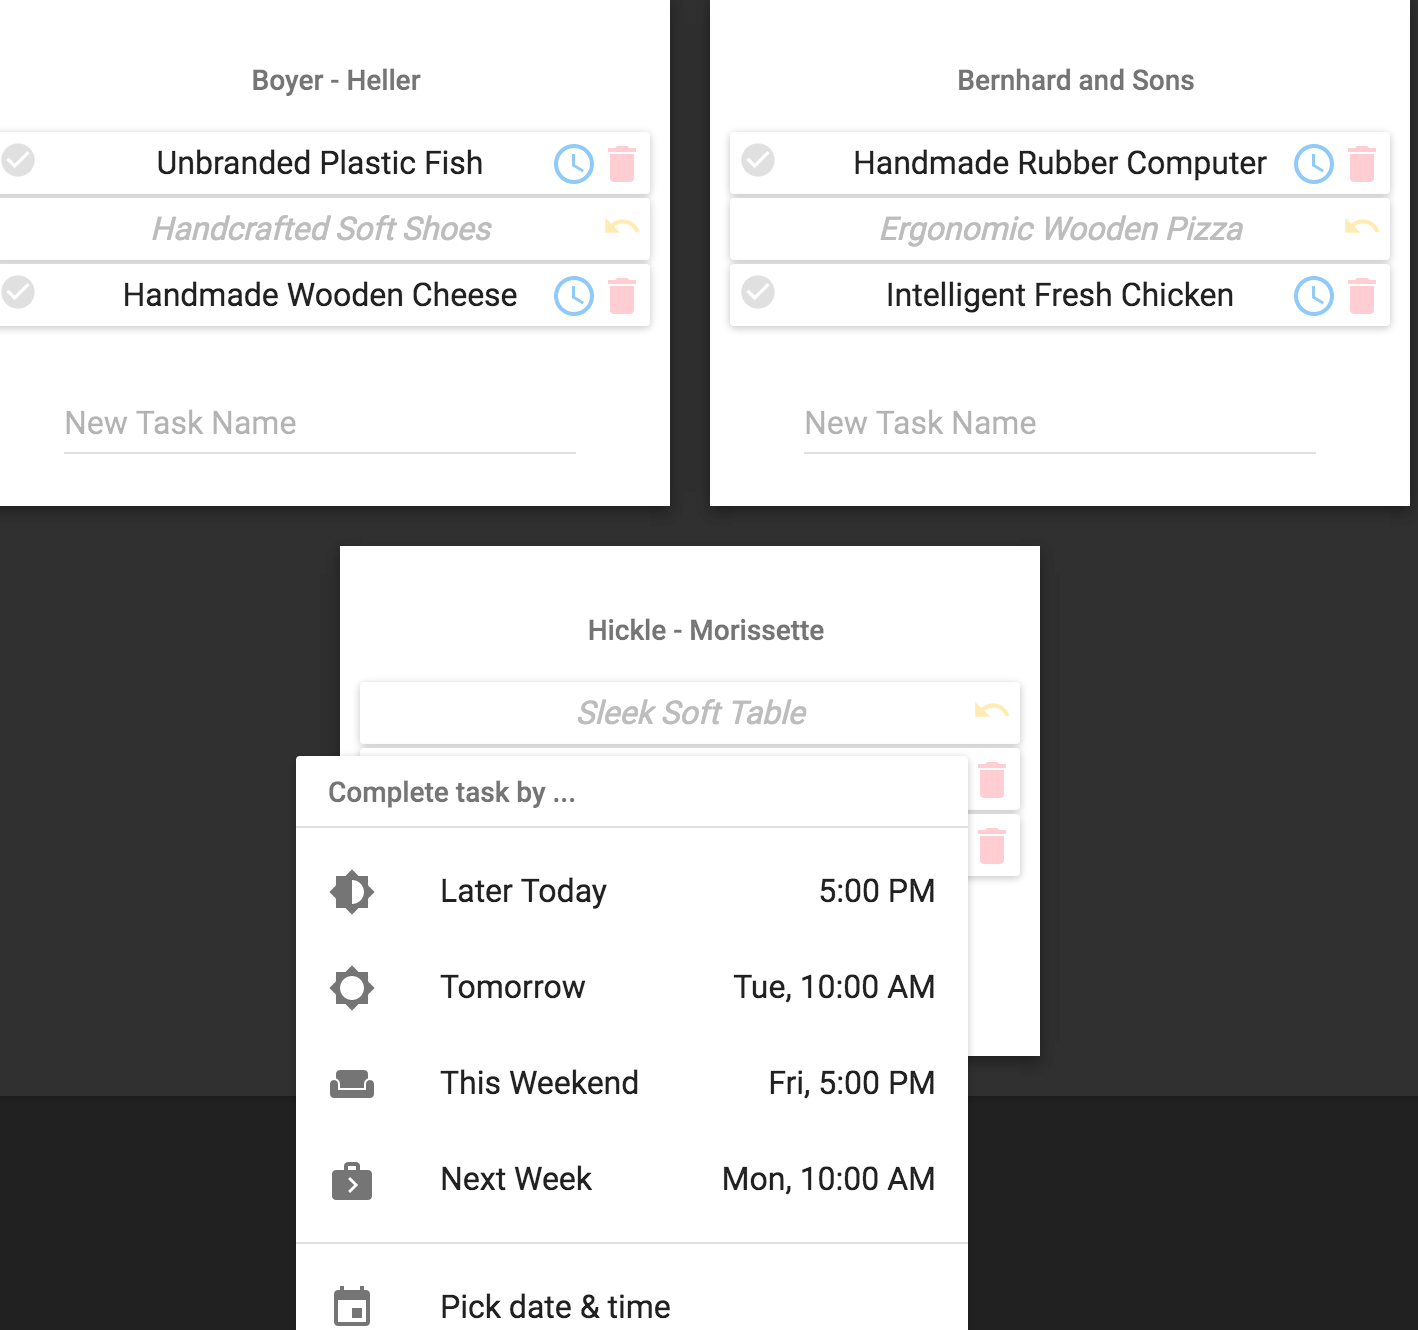 Boyer - Heller
Unbranded Plastic Fish
Handcrafted Soft Shoes
Handmade Wooden Cheese
New Task Name
Bernhard and Sons
Handmade Rubber Computer
Ergonomic Wooden Pizza
Intelligent Fresh Chicken
New Task Name
Hickle - Morissette
Sleek Soft Table
Complete task by ...
Later Today 5:00 PM
Tomorrow Tue, 10:00 AM
This Weekend Fri, 5:00 PM
Next Week Mon, 10:00 AM
Pick date & time